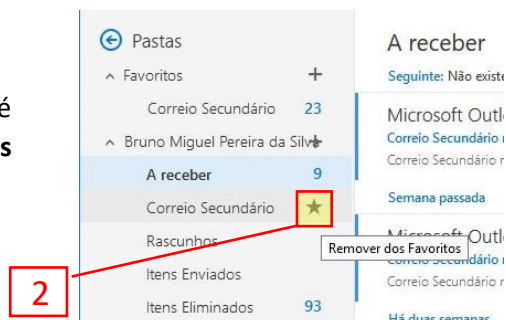 é
s
Pastas
Favoritos +
Correio Secundário 23
Bruno Miguel Pereira da Silva +
A receber 9
Correio Secundário ★
Rascunhos
Itens Enviados
Itens Eliminados 93
2
Remover dos Favoritos
A receber
Seguinte: Não existe
Microsoft Outl
Correio Secundário
Correio Secundário
Semana passada
Microsoft Outl
Correio Secundário
Correio Secundário
Há duas semanas